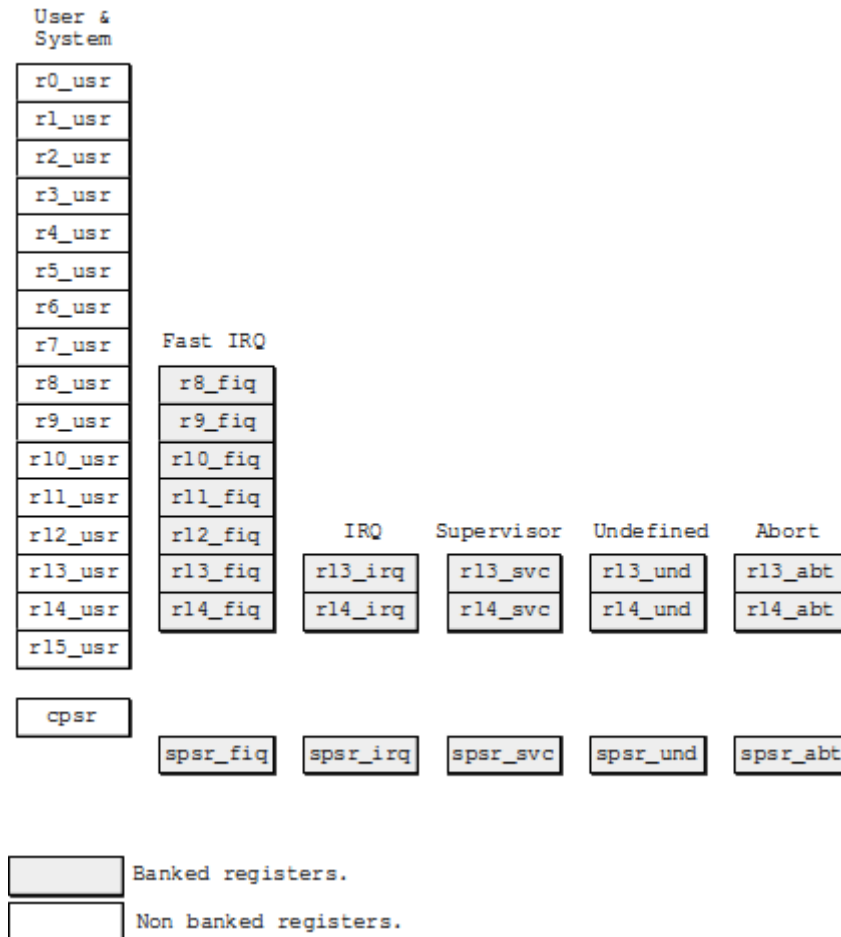 User &
System
r0_usr
r1_usr
r2_usr
r3_usr
r4_usr
r5_usr
r6_usr
r7_usr Fast IRQ
r8_usr r8_fiq
r9_usr r9_fiq
r10_usr r10_fiq
r11_usr r11_fiq
r12_usr r12_fiq IRQ Supervisor Undefined Abort
r13_usr r13_fiq r13_irq r13_svc r13_und r13_abt
r14_usr r14_fiq r14_irq r14_svc r14_und r14_abt
r15_usr
cpsr
spsr_fiq spsr_irq spsr_svc spsr_und spsr_abt
Banked registers.
Non banked registers.